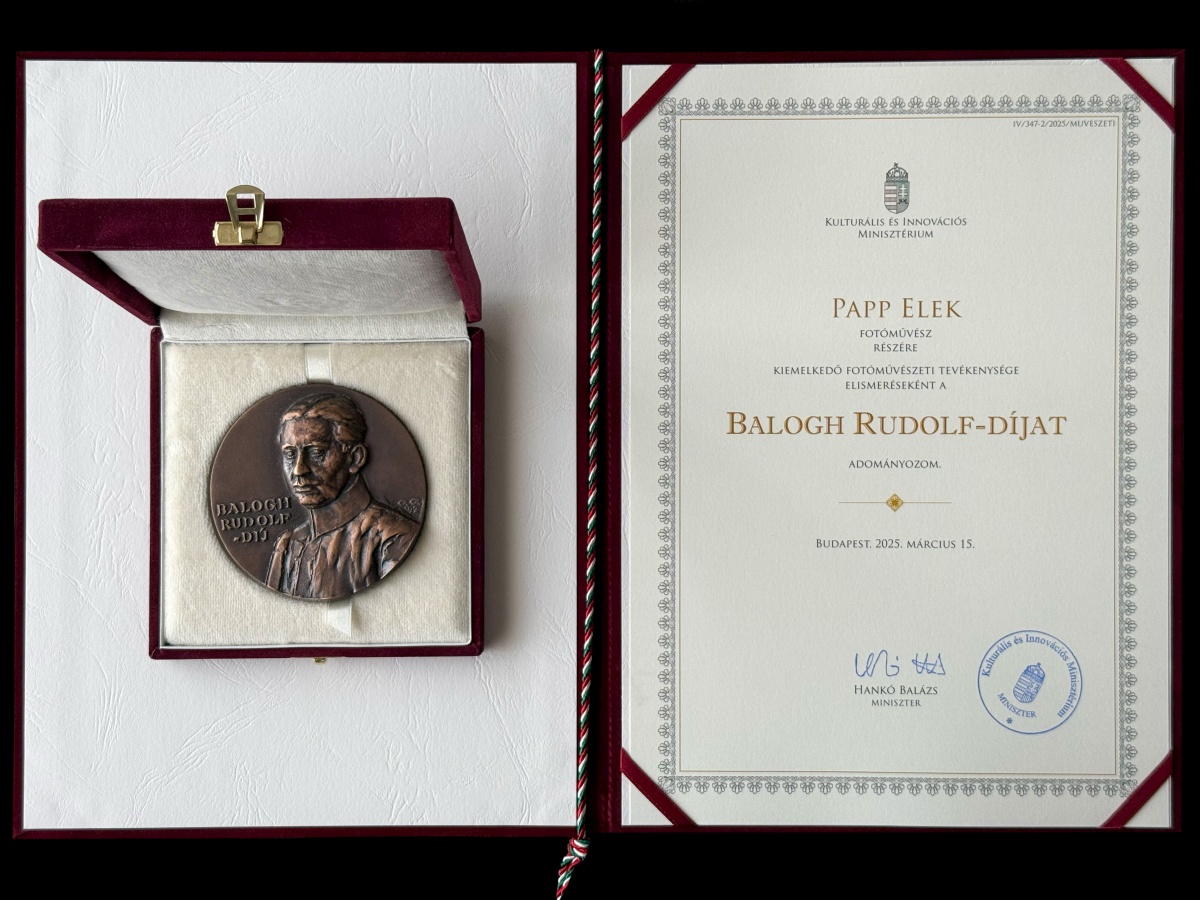 BALOGH
RUDOLF
-DÍJ
IV/347-2/2025/MUVESZETI
KULTURÁLIS ÉS INNOVÁCIÓS
MINISZTÉRIUM
PAPP ELEK
FOTÓMŰVÉSZ
RÉSZÉRE
KIEMELKEDŐ FOTÓMŰVÉSZETI TEVÉKENYSÉGE
ELISMERÉSEKÉNT A
BALOGH RUDOLF-DÍJAT
ADOMÁNYOZOM.
BUDAPEST, 2025. MÁRCIUS 15.
HANKÓ BALÁZS
MINISZTER
Kulturális és Innovációs Minisztérium
MINISZTER